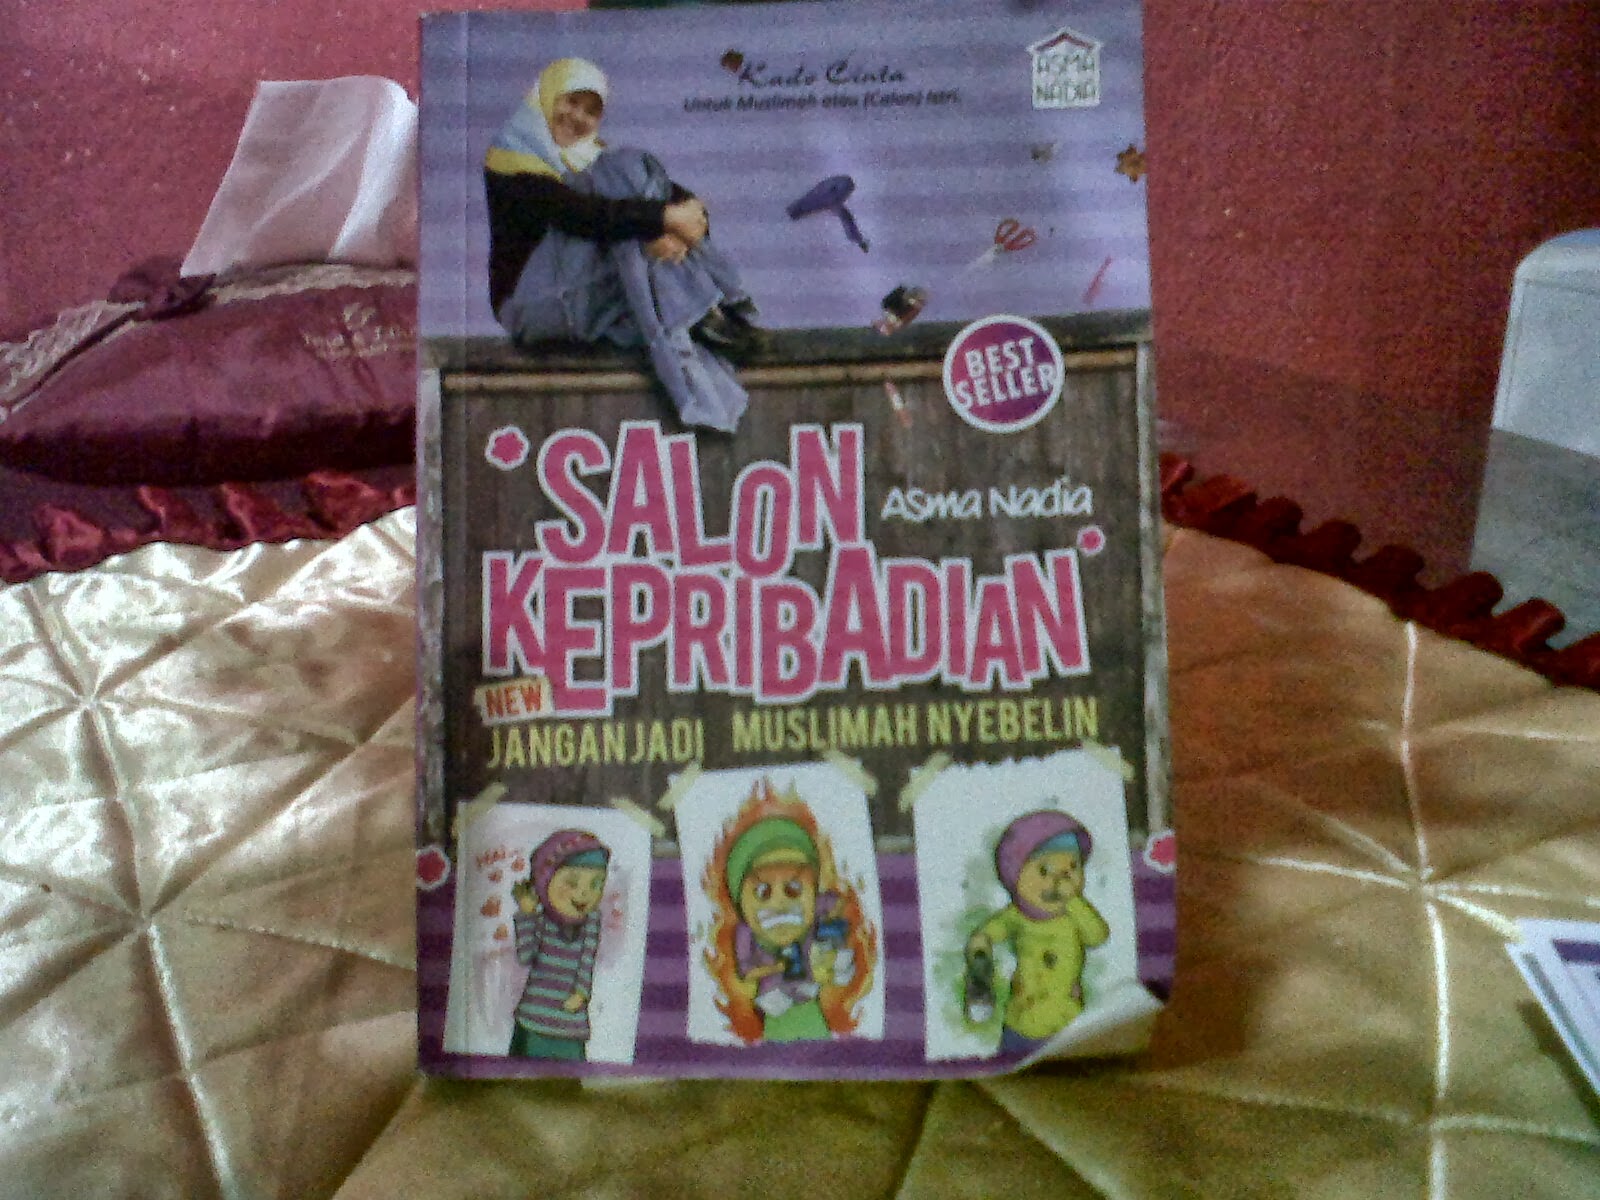 Kado Cinta
Untuk Muslimah atau (Calon) Istri.
ASMA
NADIA
BEST
SELLER
SALON
Asma Nadia
KEPRIBADIAN
NEW
JANGAN JADI MUSLIMAH NYEBELIN
HAI...